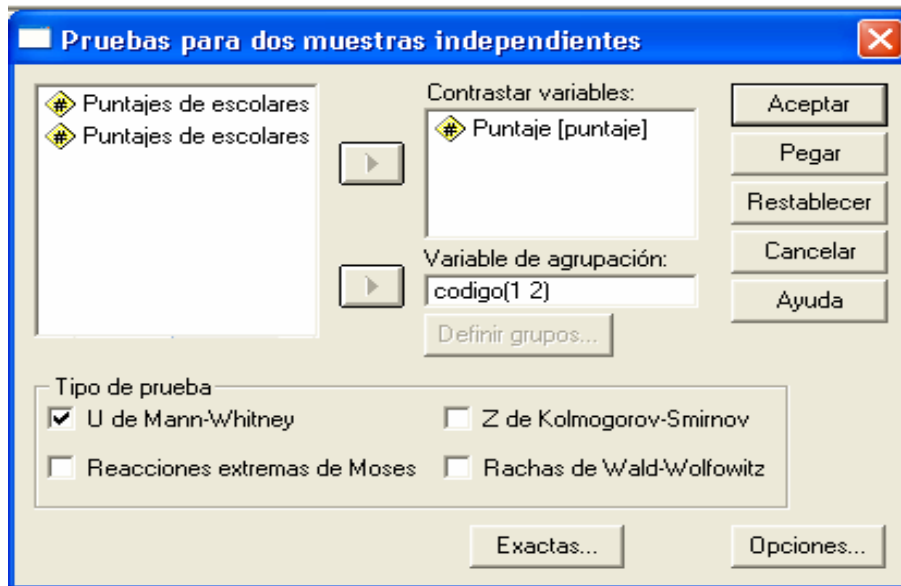 Pruebas para dos muestras independientes
Puntajes de escolares
Puntajes de escolares
Contrastar variables:
Puntaje [puntaje]
Variable de agrupación:
codigo(1 2)
Definir grupos...
Aceptar
Pegar
Restablecer
Cancelar
Ayuda
Tipo de prueba
U de Mann-Whitney
Z de Kolmogorov-Smirnov
Reacciones extremas de Moses
Rachas de Wald-Wolfowitz
Exactas...
Opciones...